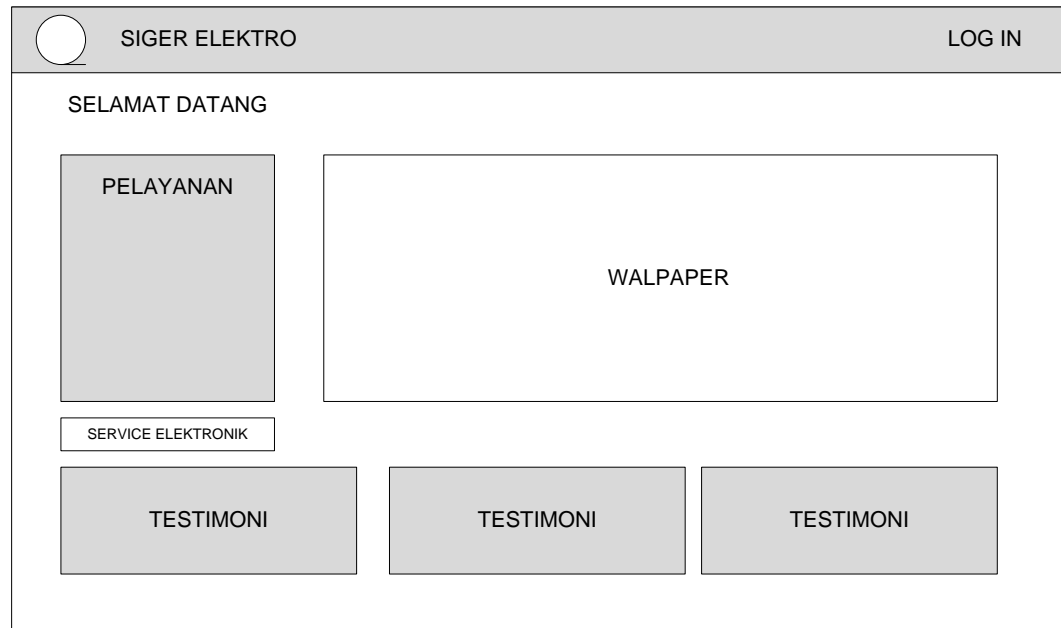 SIGER ELEKTRO
LOG IN
SELAMAT DATANG
PELAYANAN
WALPAPER
SERVICE ELEKTRONIK
TESTIMONI
TESTIMONI
TESTIMONI